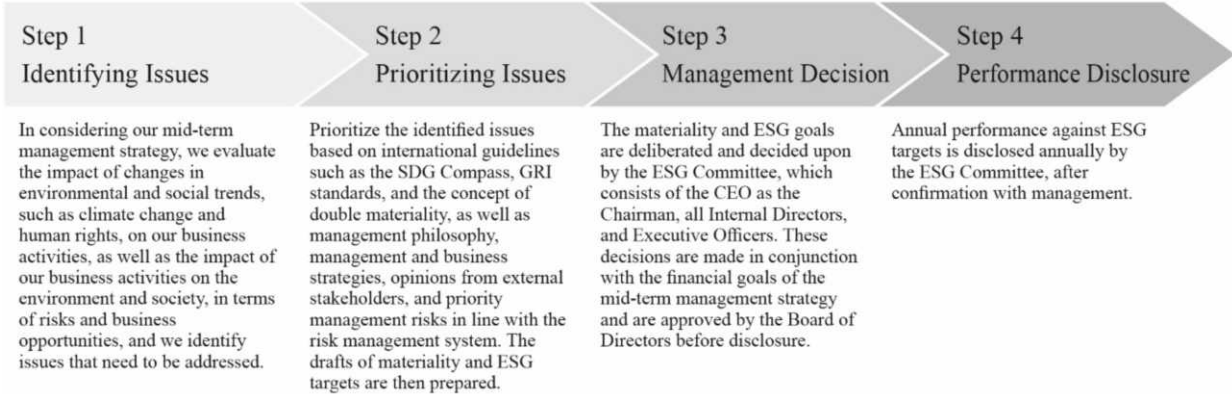 Step 1
Identifying Issues
In considering our mid-term
management strategy, we evaluate
the impact of changes in
environmental and social trends,
such as climate change and
human rights, on our business
activities, as well as the impact of
our business activities on the
environment and society, in terms
of risks and business
opportunities, and we identify
issues that need to be addressed.
Step 2
Prioritizing Issues
Prioritize the identified issues
based on international guidelines
such as the SDG Compass, GRI
standards, and the concept of
double materiality, as well as
management philosophy,
management and business
strategies, opinions from external
stakeholders, and priority
management risks in line with the
risk management system. The
drafts of materiality and ESG
targets are then prepared.
Step 3
Management Decision
The materiality and ESG goals
are deliberated and decided upon
by the ESG Committee, which
consists of the CEO as the
Chairman, all Internal Directors,
and Executive Officers. These
decisions are made in conjunction
with the financial goals of the
mid-term management strategy
and are approved by the Board of
Directors before disclosure.
Step 4
Performance Disclosure
Annual performance against ESG
targets is disclosed annually by
the ESG Committee, after
confirmation with management.